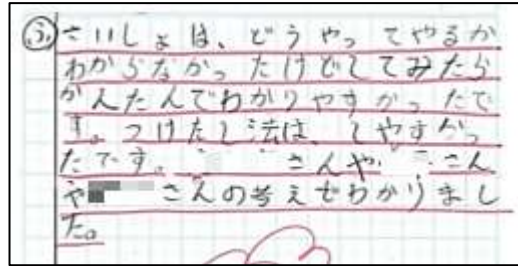 ふさいしょは、どうやってやるか
わからなかったけどしてみたら
かんたんでわかりやすかったで
す。つけたし法は、しやすかっ
たです。 さんや、 さん
や さんの考えもわかりまし
た。